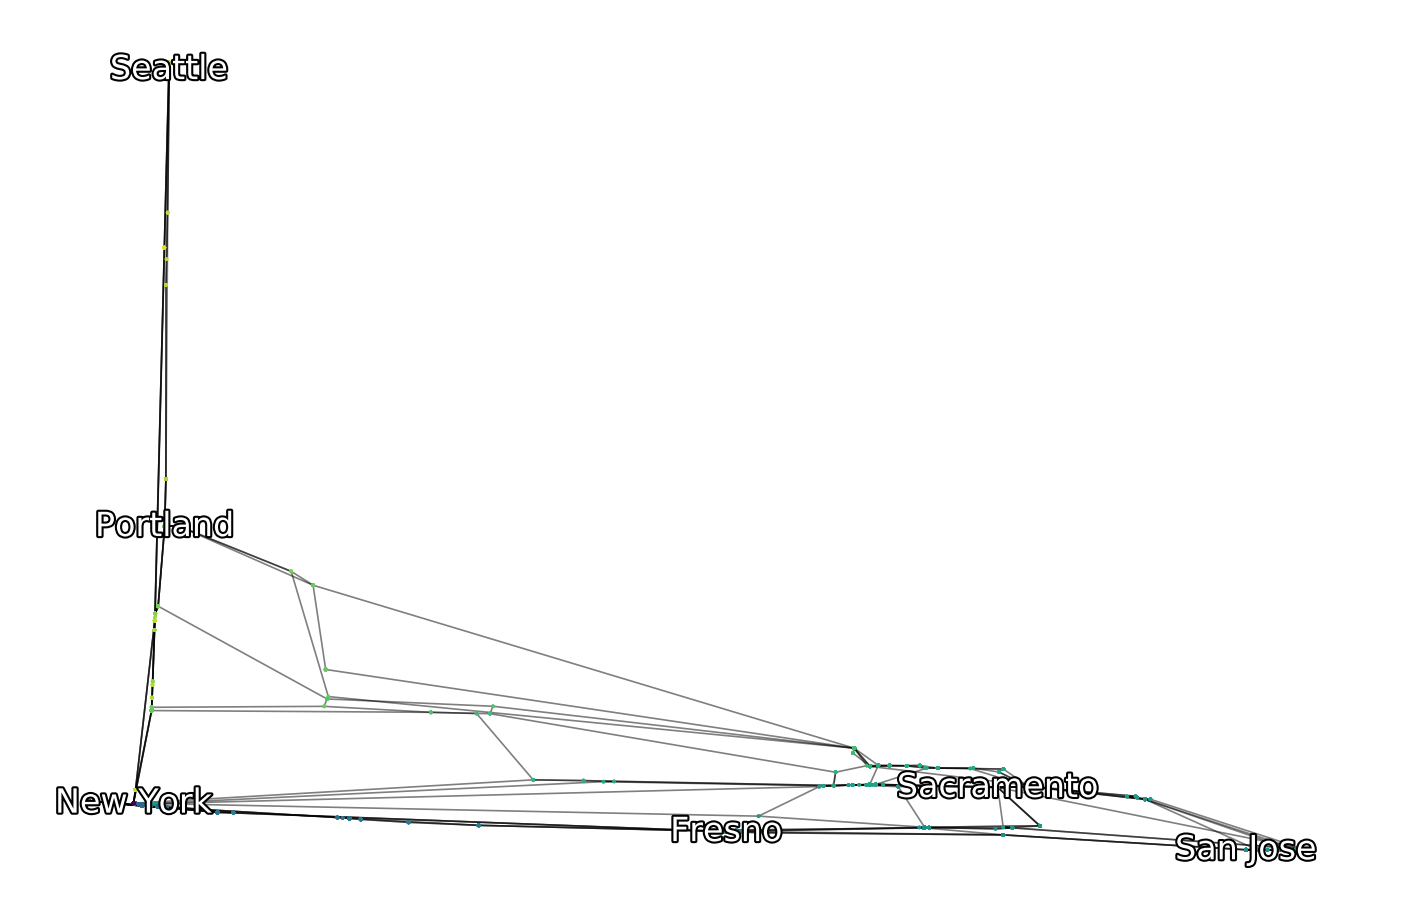 Seattle
Portland
Sacramento
New York
Fresno
San Jose